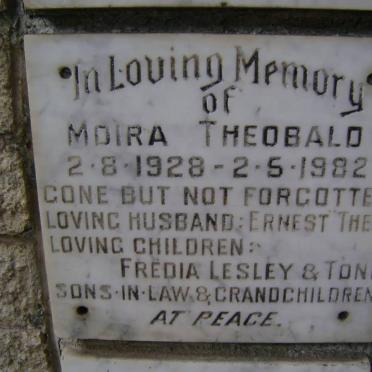 In Loving Memory
of
MOIRA THEOBALD
2·8·1928 - 2·5·1982
GONE BUT NOT FORGOTTE
LOVING HUSBAND: ERNEST THE
LOVING CHILDREN:
FREDIA LESLEY & TON
SONS·IN·LAW & GRANDCHILDREN
AT PEACE.